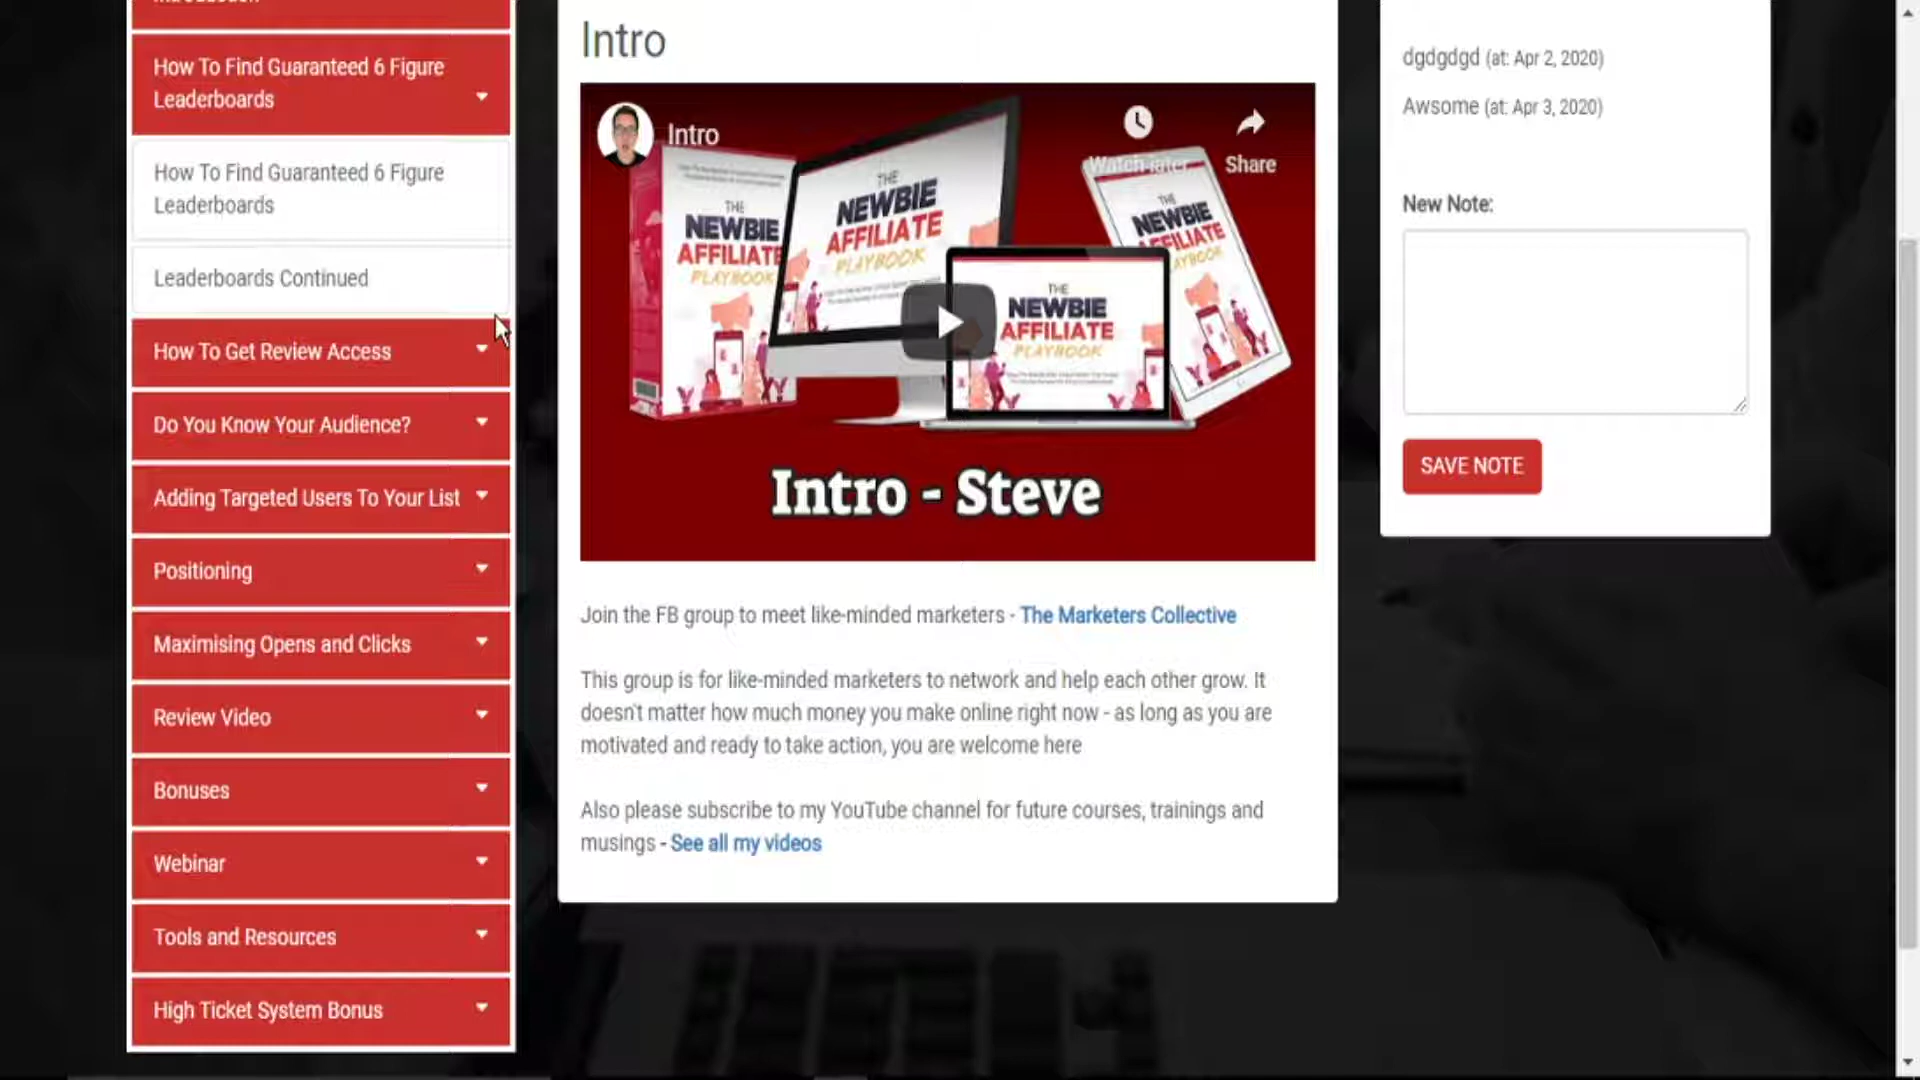 How To Find Guaranteed 6 Figure
Leaderboards
How To Find Guaranteed 6 Figure
Leaderboards
Leaderboards Continued
How To Get Review Access
Do You Know Your Audience?
Adding Targeted Users To Your List
Positioning
Maximising Opens and Clicks
Review Video
Bonuses
Webinar
Tools and Resources
High Ticket System Bonus
Intro
Intro
Watch later
Share
THE
NEWBIE
AFFILIATE
PLAYBOOK
THE
NEWBIE
AFFILIATE
PLAYBOOK
THE
NEWBIE
AFFILIATE
PLAYBOOK
THE
NEWBIE
Intro - Steve
Join the FB group to meet like-minded marketers - The Marketers Collective
This group is for like-minded marketers to network and help each other grow. It
doesn't matter how much money you make online right now - as long as you are
motivated and ready to take action, you are welcome here
Also please subscribe to my YouTube channel for future courses, trainings and
musings - See all my videos
dgdgdgd (at: Apr 2, 2020)
Awsome (at: Apr 3, 2020)
New Note:
SAVE NOTE